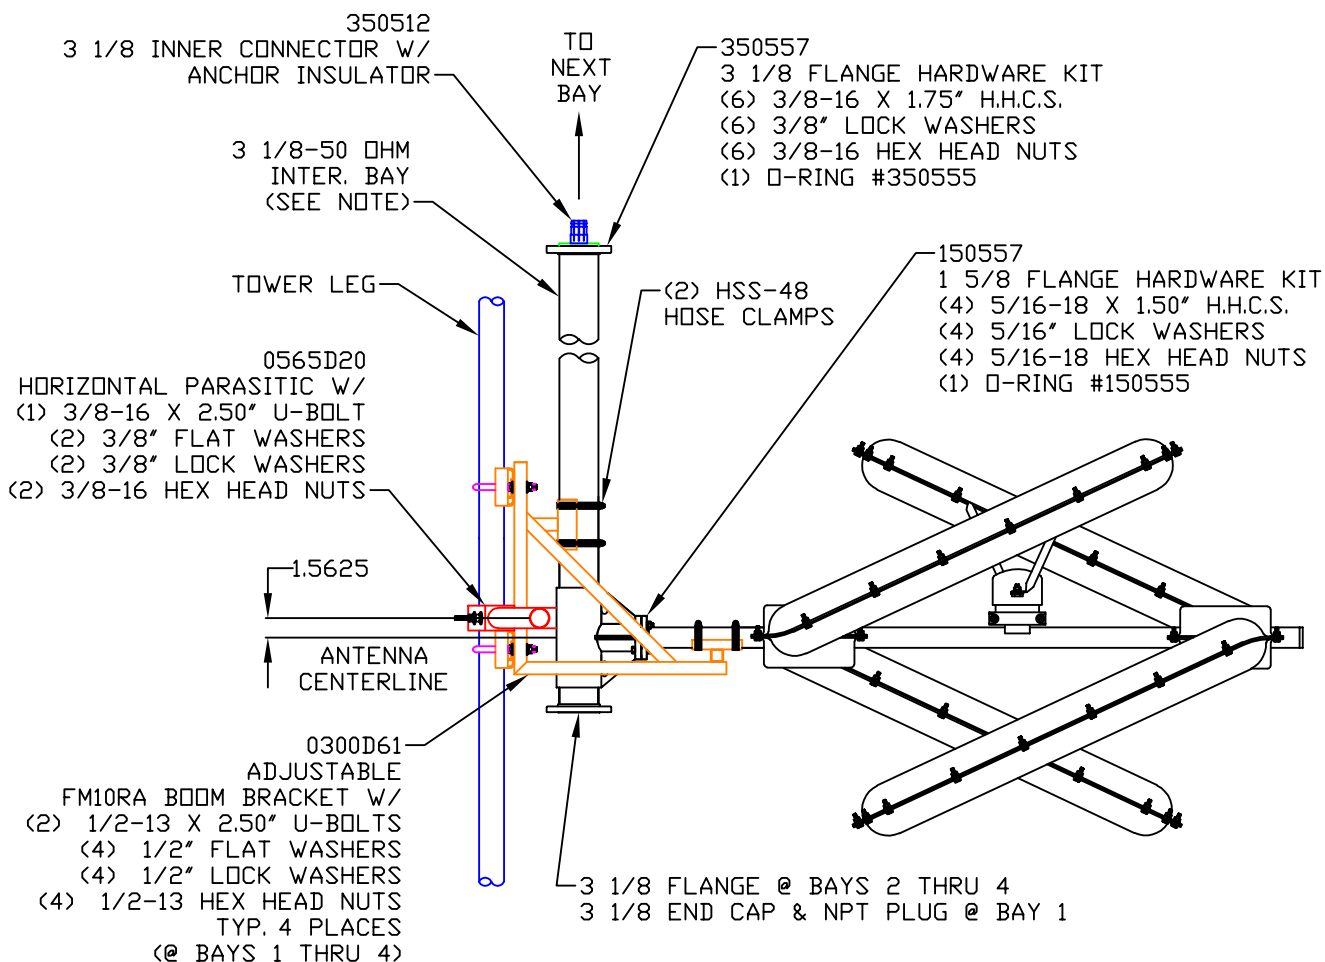 350512
3 1/8 INNER CONNECTOR W/
ANCHOR INSULATOR
TO
NEXT
BAY
350557
3 1/8 FLANGE HARDWARE KIT
(6) 3/8-16 X 1.75" H.H.C.S.
(6) 3/8" LOCK WASHERS
(6) 3/8-16 HEX HEAD NUTS
(1) O-RING #350555
3 1/8-50 OHM
INTER. BAY
(SEE NOTE)
TOWER LEG
(2) HSS-48
HOSE CLAMPS
150557
1 5/8 FLANGE HARDWARE KIT
(4) 5/16-18 X 1.50" H.H.C.S.
(4) 5/16" LOCK WASHERS
(4) 5/16-18 HEX HEAD NUTS
(1) O-RING #150555
0565D20
HORIZONTAL PARASITIC W/
(1) 3/8-16 X 2.50" U-BOLT
(2) 3/8" FLAT WASHERS
(2) 3/8" LOCK WASHERS
(2) 3/8-16 HEX HEAD NUTS
1.5625
ANTENNA
CENTERLINE
0300D61
ADJUSTABLE
FM10RA BOOM BRACKET W/
(2) 1/2-13 X 2.50" U-BOLTS
(4) 1/2" FLAT WASHERS
(4) 1/2" LOCK WASHERS
(4) 1/2-13 HEX HEAD NUTS
TYP. 4 PLACES
(@ BAYS 1 THRU 4)
3 1/8 FLANGE @ BAYS 2 THRU 4
3 1/8 END CAP & NPT PLUG @ BAY 1